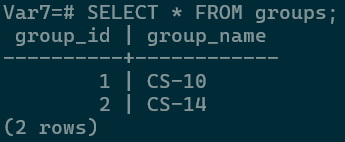 Var7=# SELECT * FROM groups;
 group_id | group_name
----------+------------
        1 | CS-10
        2 | CS-14
(2 rows)